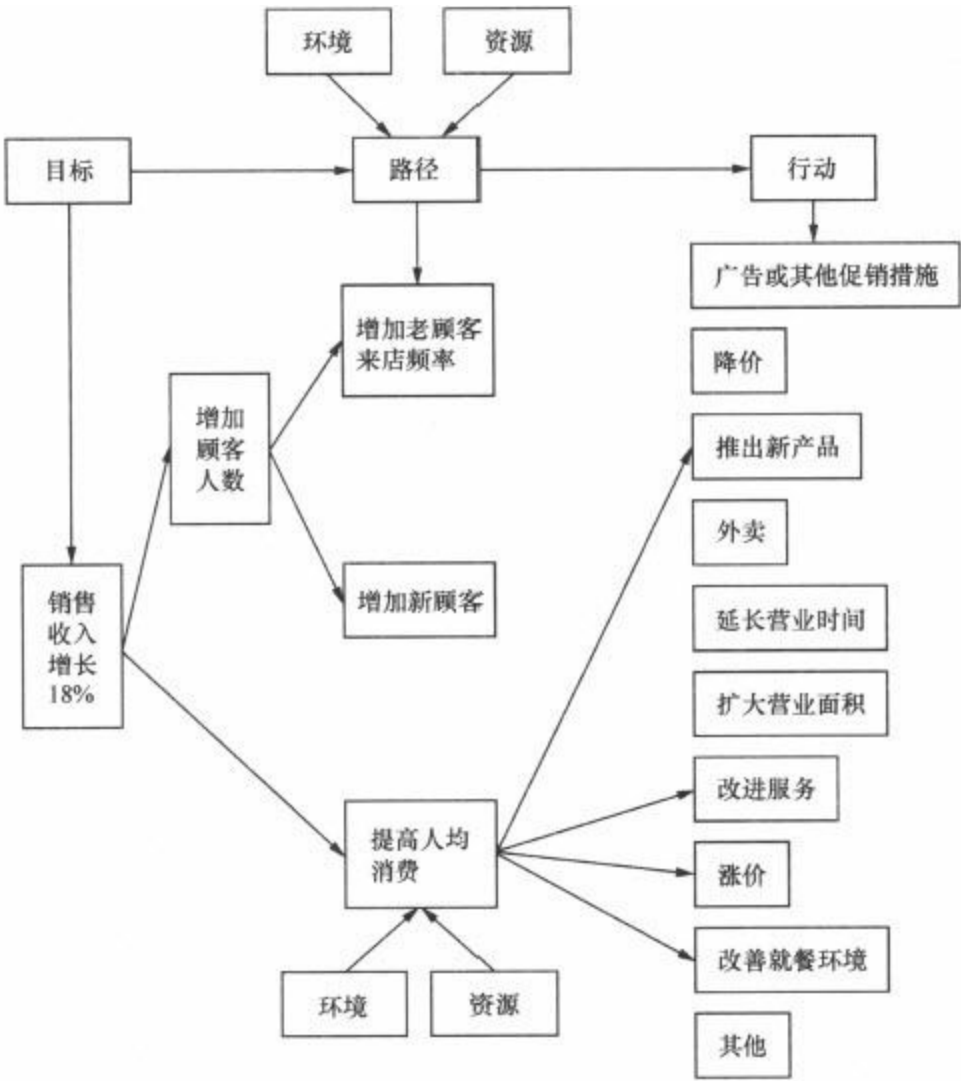 环境
资源
目标
路径
行动
广告或其他促销措施
增加老顾客
来店频率
降价
增加
顾客
人数
推出新产品
外卖
销售
收入
增长
18%
增加新顾客
延长营业时间
扩大营业面积
改进服务
提高人均
消费
涨价
改善就餐环境
环境
资源
其他